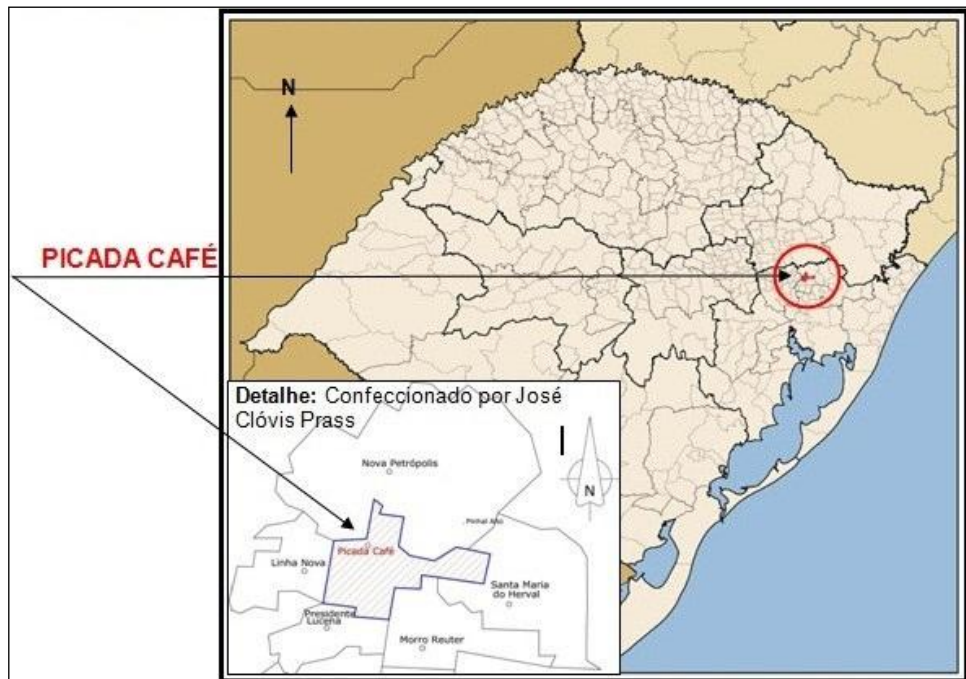 N
PICADA CAFÉ
Detalhe: Confeccionado por José
Clóvis Prass
Nova Petrópolis
N
Pinhal Alto
Picada Café
Linha Nova
Santa Maria
do Herval
Presidente
Lucena
Morro Reuter